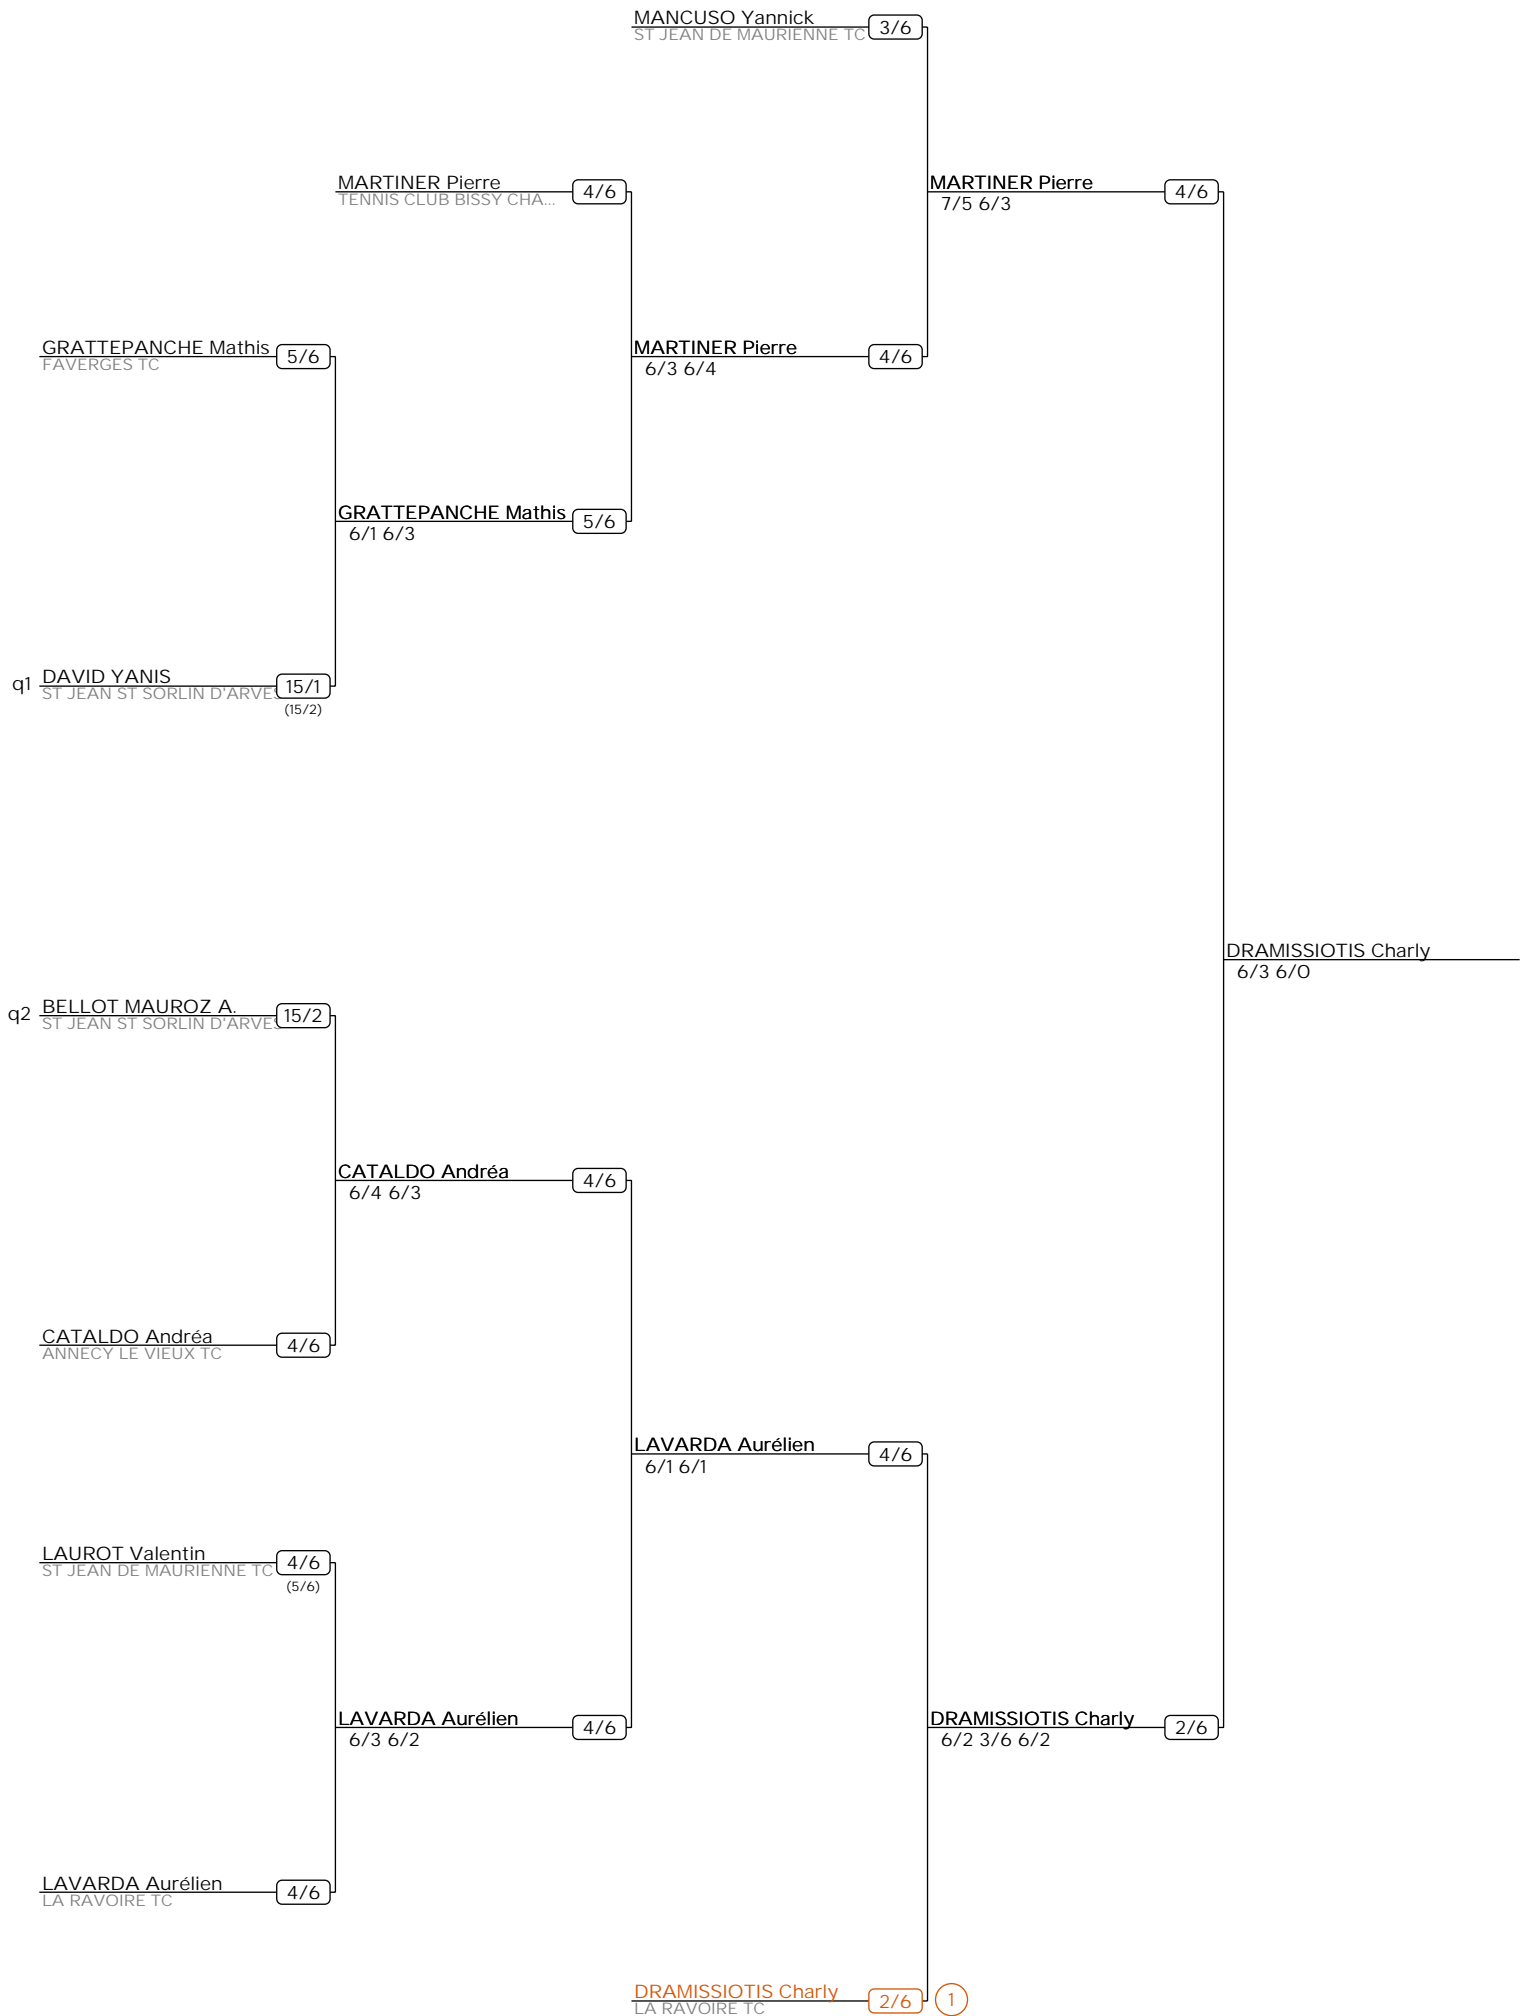 MANCUSO Yannick
ST JEAN DE MAURIENNE TC
3/6
MARTINER Pierre
TENNIS CLUB BISSY CHA...
4/6
MARTINER Pierre
7/5 6/3
4/6
GRATTEPANCHE Mathis
FAVERGES TC
5/6
MARTINER Pierre
6/3 6/4
4/6
GRATTEPANCHE Mathis
6/1 6/3
5/6
q1
DAVID YANIS
ST JEAN ST SORLIN D'ARVES
15/1
(15/2)
DRAMISSIOTIS Charly
6/3 6/0
q2
BELLOT MAUROZ A.
ST JEAN ST SORLIN D'ARVES
15/2
CATALDO Andréa
6/4 6/3
4/6
CATALDO Andréa
ANNECY LE VIEUX TC
4/6
LAVARDA Aurélien
6/1 6/1
4/6
LAUROT Valentin
ST JEAN DE MAURIENNE TC
4/6
(5/6)
LAVARDA Aurélien
6/3 6/2
4/6
DRAMISSIOTIS Charly
6/2 3/6 6/2
2/6
LAVARDA Aurélien
LA RAVOIRE TC
4/6
DRAMISSIOTIS Charly
LA RAVOIRE TC
2/6
1